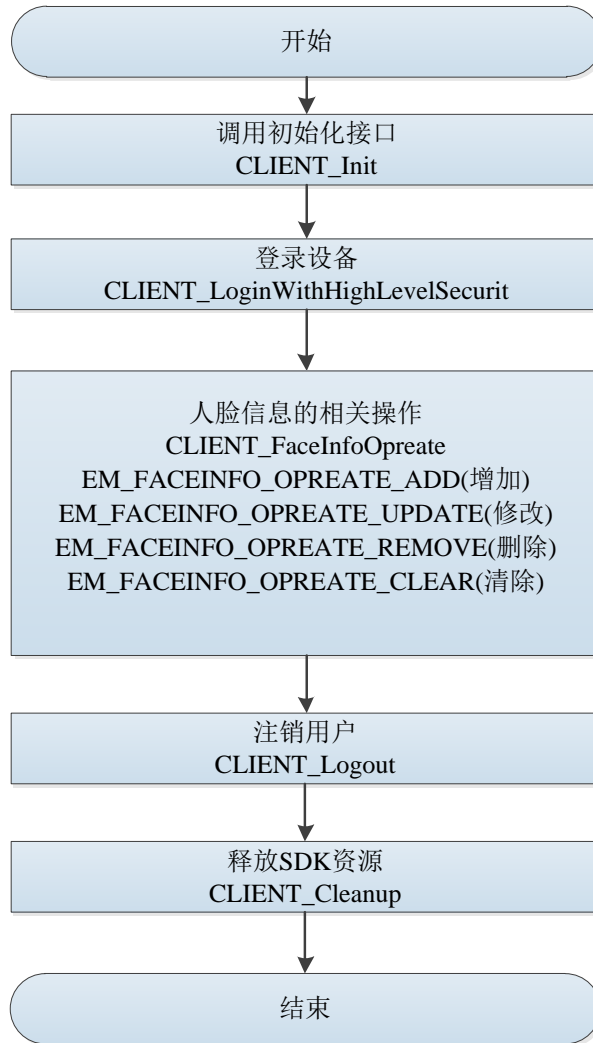 开始
调用初始化接口
CLIENT_Init
登录设备
CLIENT_LoginWithHighLevelSecurit
人脸信息的相关操作
CLIENT_FaceInfoOpreate
EM_FACEINFO_OPREATE_ADD(增加)
EM_FACEINFO_OPREATE_UPDATE(修改)
EM_FACEINFO_OPREATE_REMOVE(删除)
EM_FACEINFO_OPREATE_CLEAR(清除)
注销用户
CLIENT_Logout
释放SDK资源
CLIENT_Cleanup
结束